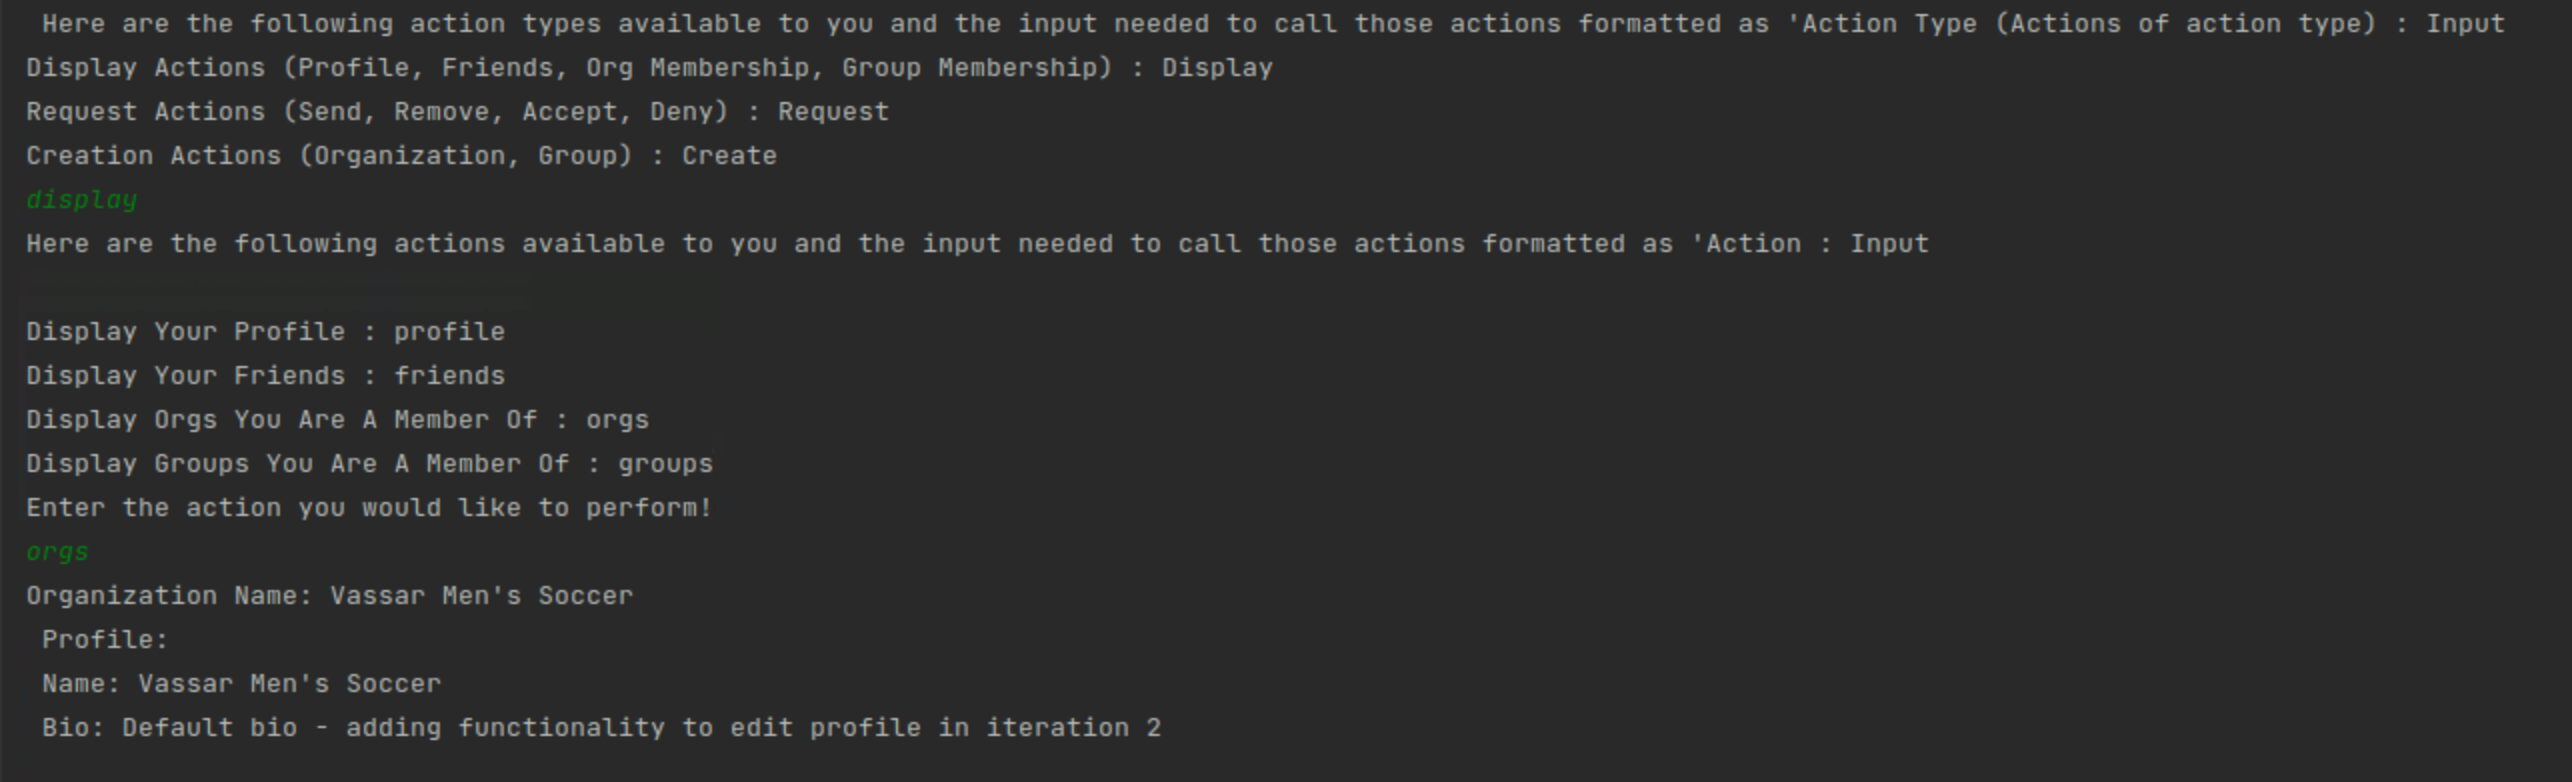 Here are the following action types available to you and the input needed to call those actions formatted as 'Action Type (Actions of action type) : Input
Display Actions (Profile, Friends, Org Membership, Group Membership) : Display
Request Actions (Send, Remove, Accept, Deny) : Request
Creation Actions (Organization, Group) : Create
display
Here are the following actions available to you and the input needed to call those actions formatted as 'Action : Input
Display Your Profile : profile
Display Your Friends : friends
Display Orgs You Are A Member Of : orgs
Display Groups You Are A Member Of : groups
Enter the action you would like to perform!
orgs
Organization Name: Vassar Men's Soccer
Profile:
Name: Vassar Men's Soccer
Bio: Default bio - adding functionality to edit profile in iteration 2